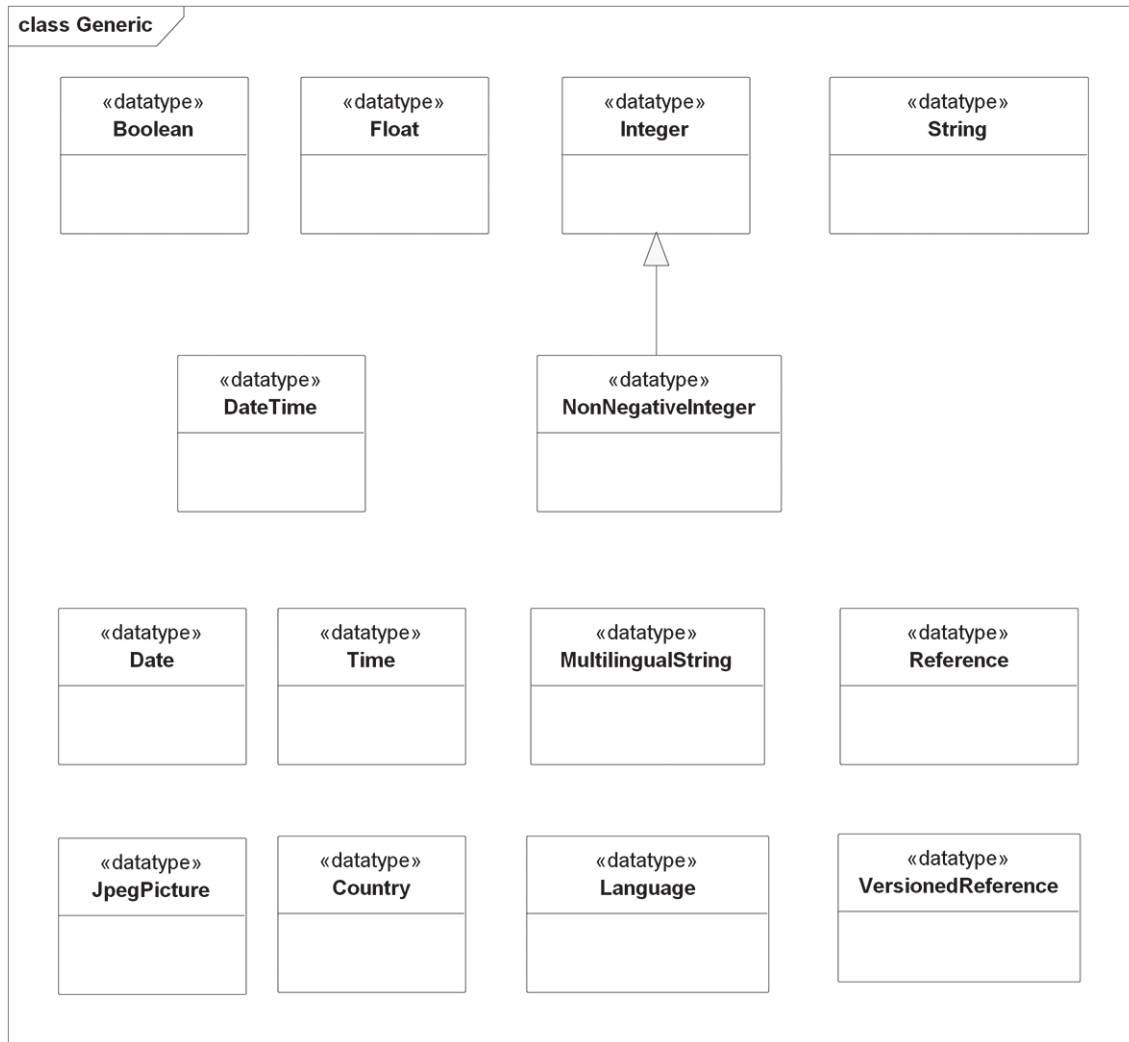 class Generic
«datatype»
Boolean
«datatype»
Float
«datatype»
Integer
«datatype»
String
«datatype»
DateTime
«datatype»
NonNegativeInteger
«datatype»
Date
«datatype»
Time
«datatype»
MultilingualString
«datatype»
Reference
«datatype»
JpegPicture
«datatype»
Country
«datatype»
Language
«datatype»
VersionedReference